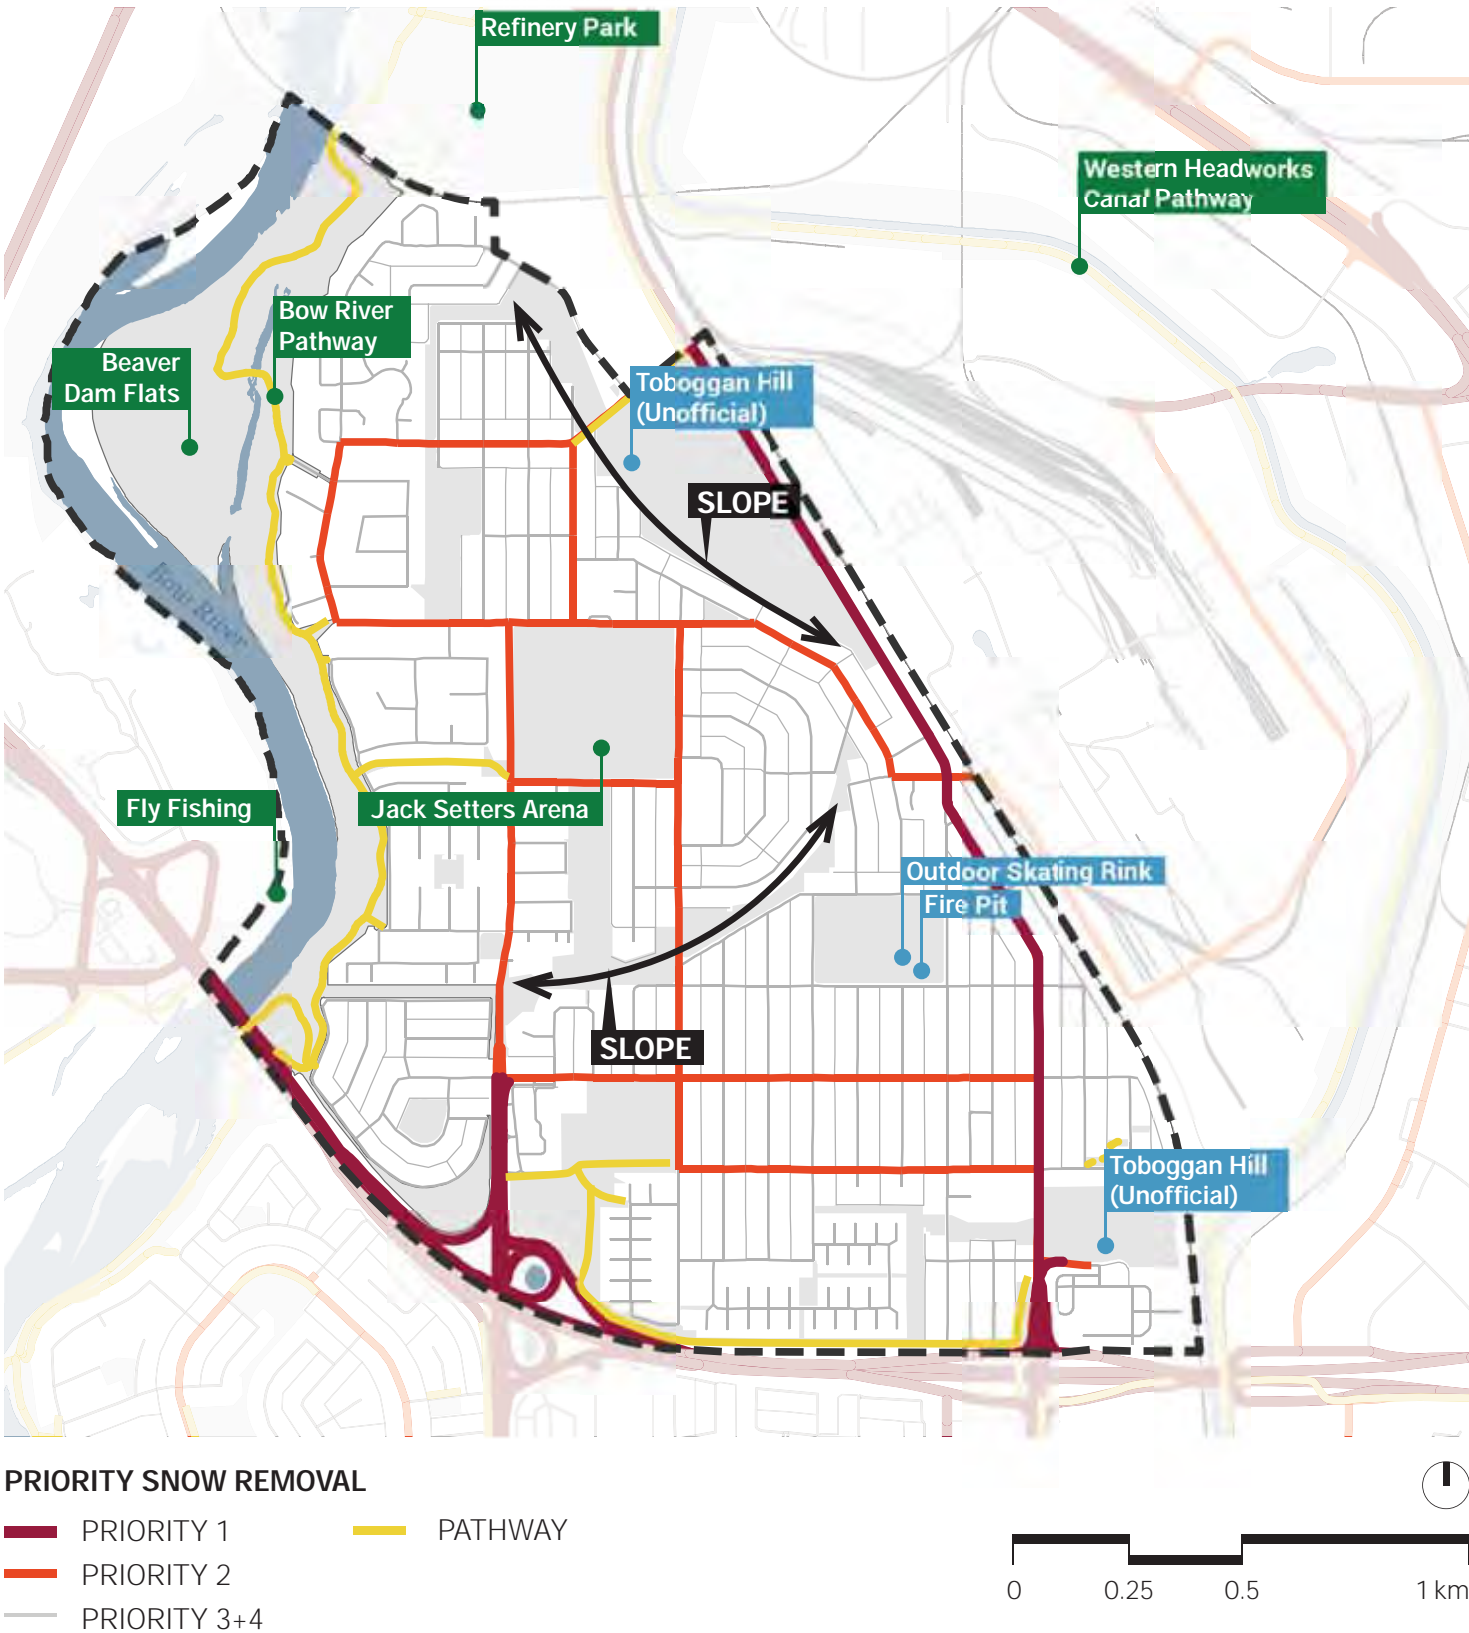 Refinery Park
Western Headworks
Canal Pathway
Bow River
Pathway
Beaver
Dam Flats
Toboggan Hill
(Unofficial)
SLOPE
Bow River
Jack Setters Arena
Fly Fishing
Outdoor Skating Rink
Fire Pit
SLOPE
Toboggan Hill
(Unofficial)
PRIORITY SNOW REMOVAL
PRIORITY 1
PATHWAY
PRIORITY 2
PRIORITY 3+4
0 0.25 0.5 1 km